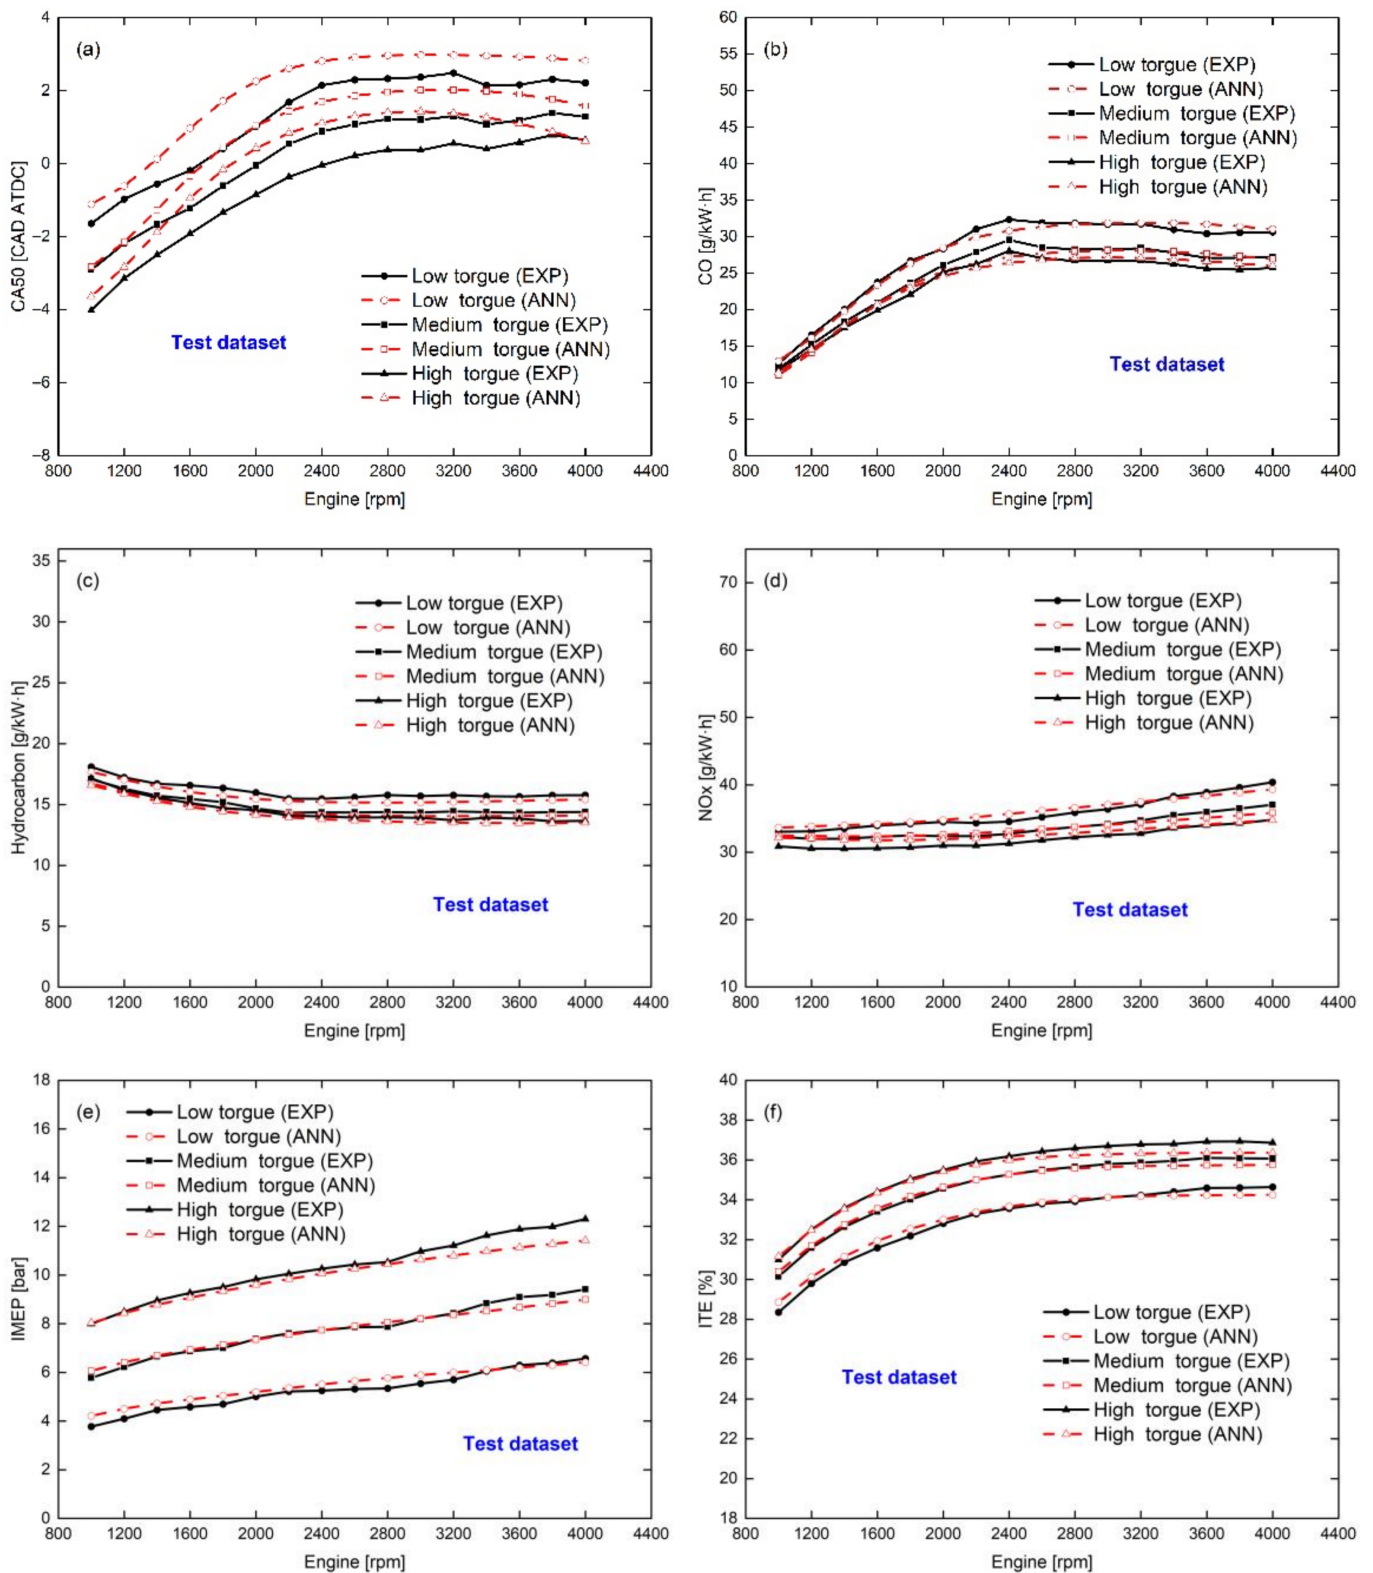 (a)
4
2
0
−2
−4
−6
−8
CA50 [CAD ATDC]
Low torgue (EXP)
Low torgue (ANN)
Medium torgue (EXP)
Medium torgue (ANN)
High torgue (EXP)
High torgue (ANN)
Test dataset
800 1200 1600 2000 2400 2800 3200 3600 4000 4400
Engine [rpm]
(b)
60
55
50
45
40
35
30
25
20
15
10
5
0
CO [g/kW·h]
Low torgue (EXP)
Low torgue (ANN)
Medium torgue (EXP)
Medium torgue (ANN)
High torgue (EXP)
High torgue (ANN)
Test dataset
800 1200 1600 2000 2400 2800 3200 3600 4000 4400
Engine [rpm]
(c)
35
30
25
20
15
10
5
0
Hydrocarbon [g/kW·h]
Low torgue (EXP)
Low torgue (ANN)
Medium torgue (EXP)
Medium torgue (ANN)
High torgue (EXP)
High torgue (ANN)
Test dataset
800 1200 1600 2000 2400 2800 3200 3600 4000 4400
Engine [rpm]
(d)
70
60
50
40
30
20
10
NOx [g/kW·h]
Low torgue (EXP)
Low torgue (ANN)
Medium torgue (EXP)
Medium torgue (ANN)
High torgue (EXP)
High torgue (ANN)
Test dataset
800 1200 1600 2000 2400 2800 3200 3600 4000 4400
Engine [rpm]
(e)
18
16
14
12
10
8
6
4
2
0
IMEP [bar]
Low torgue (EXP)
Low torgue (ANN)
Medium torgue (EXP)
Medium torgue (ANN)
High torgue (EXP)
High torgue (ANN)
Test dataset
800 1200 1600 2000 2400 2800 3200 3600 4000 4400
Engine [rpm]
(f)
40
38
36
34
32
30
28
26
24
22
20
18
ITE [%]
Low torgue (EXP)
Low torgue (ANN)
Medium torgue (EXP)
Medium torgue (ANN)
High torgue (EXP)
High torgue (ANN)
Test dataset
800 1200 1600 2000 2400 2800 3200 3600 4000 4400
Engine [rpm]